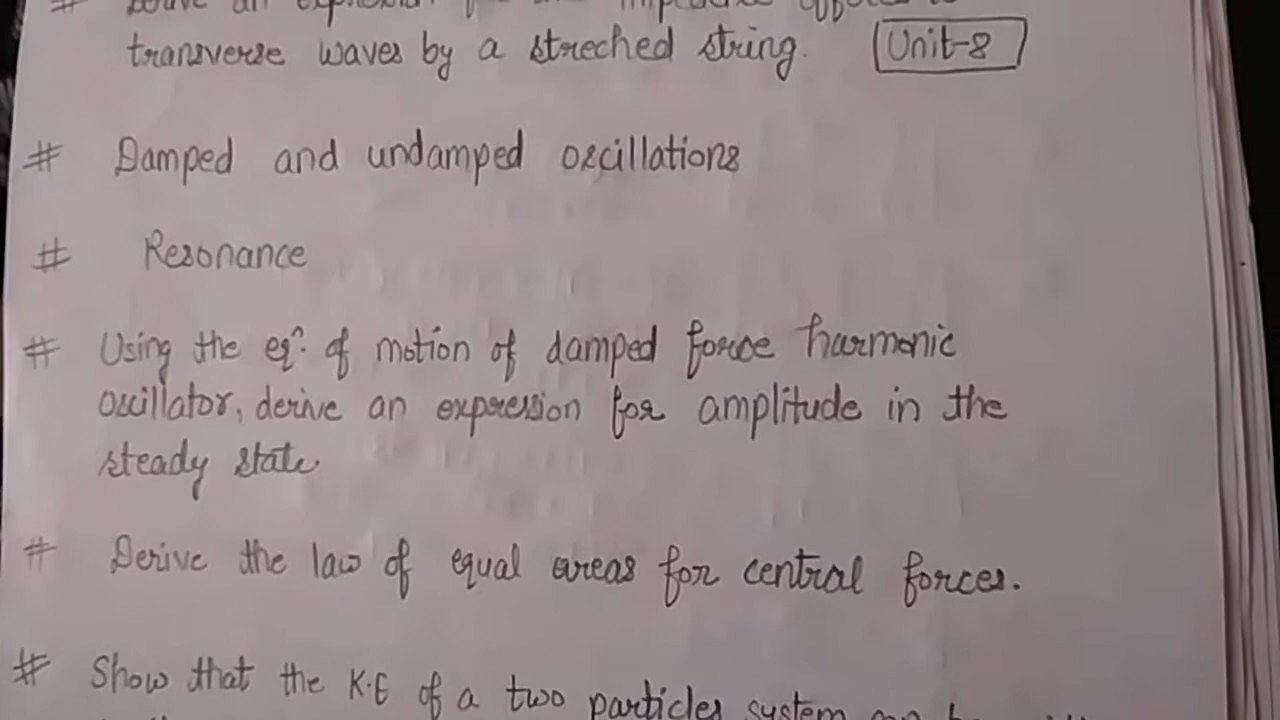 # transverse waves by a streched string. Unit-8
# Damped and undamped oscillations
# Resonance
# Using the eqn. of motion of damped force harmonic
oscillator, derive an expression for amplitude in the
steady state
# Derive the law of equal areas for central forces.
# Show that the K.E of a two particles system